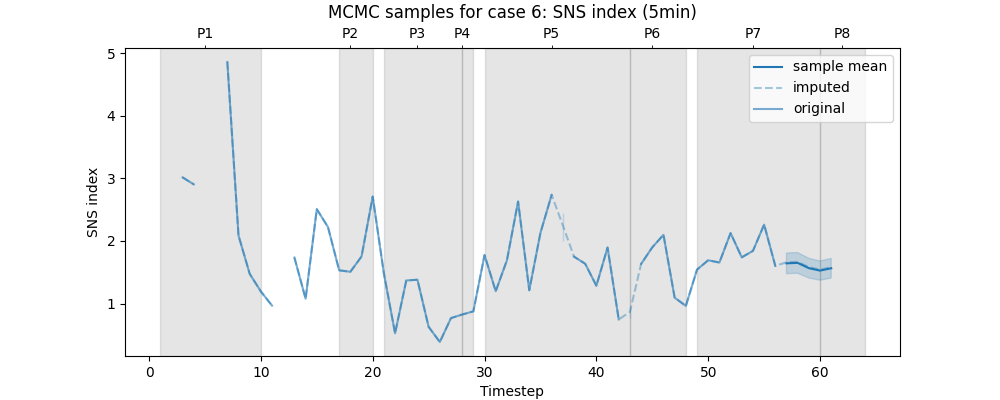 MCMC samples for case 6: SNS index (5min)
P1 P2 P3 P4 P5 P6 P7 P8
sample mean
imputed
original
SNS index
5
4
3
2
1
0 10 20 30 40 50 60
Timestep